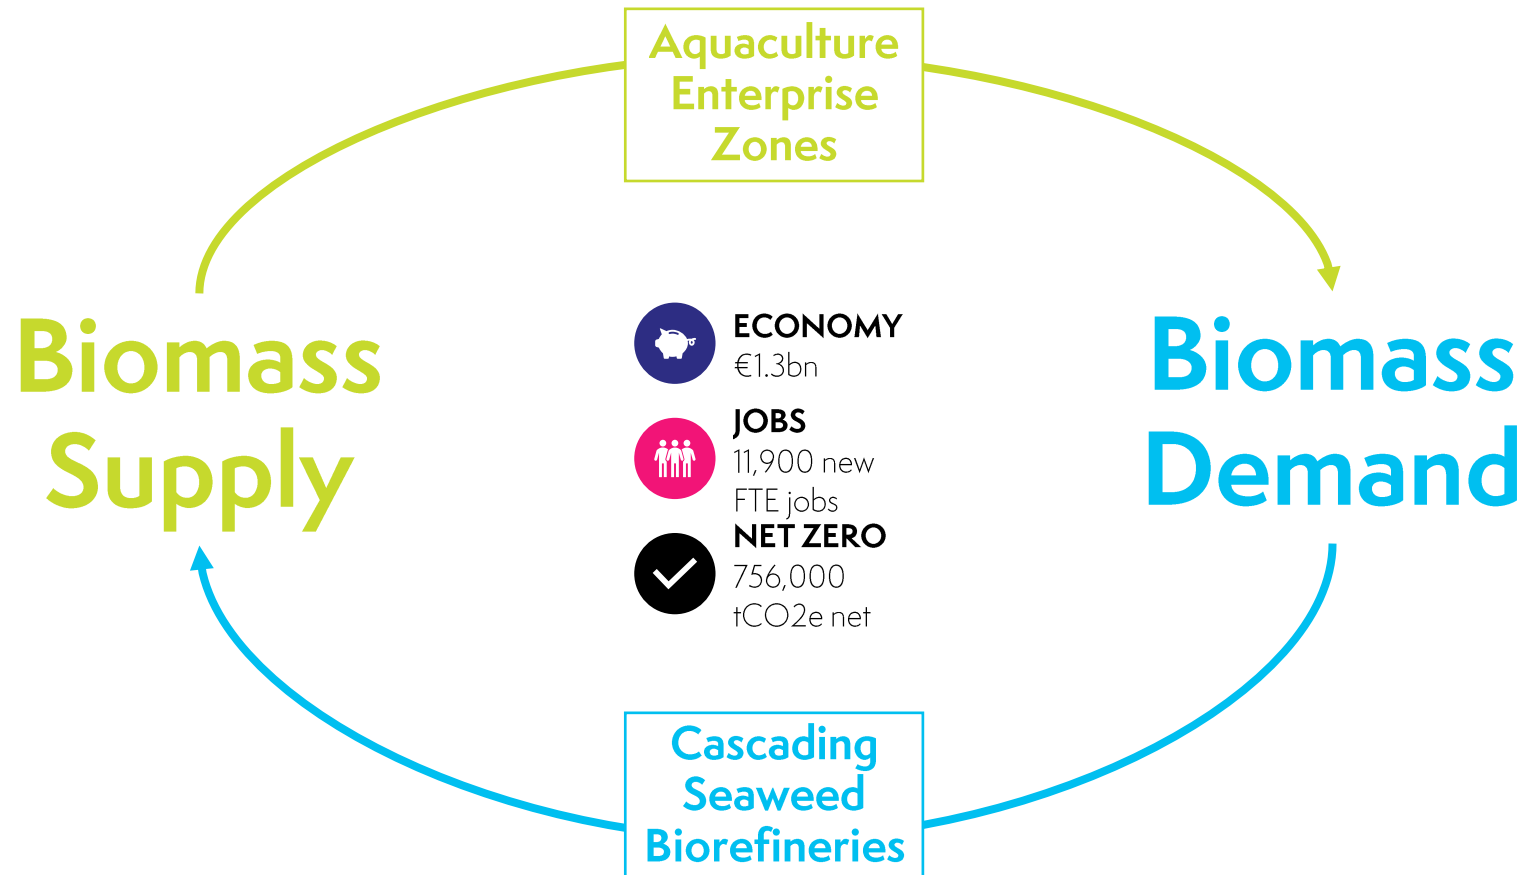 Aquaculture
Enterprise
Zones
Biomass
Supply
ECONOMY
€1.3bn
JOBS
11,900 new
FTE jobs
NET ZERO
756,000
tCO2e net
Biomass
Demand
Cascading
Seaweed
Biorefineries